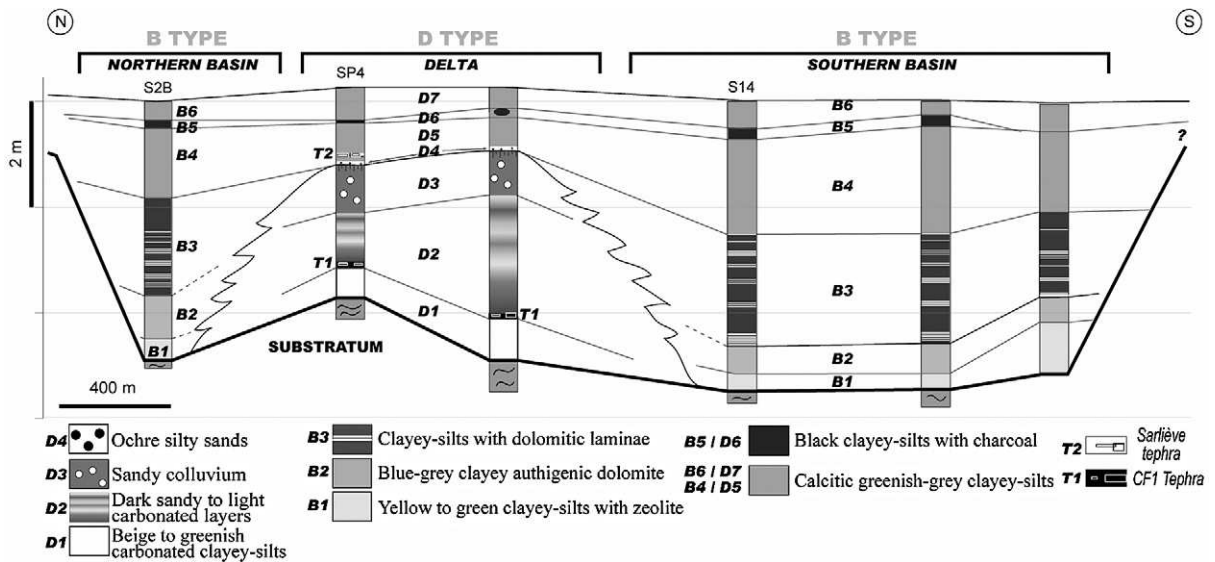 N
S
B TYPE
D TYPE
B TYPE
NORTHERN BASIN
DELTA
SOUTHERN BASIN
S2B
SP4
S14
2 m
B6
B5
B4
B3
B2
B1
D7
D6
D5
D4
D3
D2
D1
T2
T1
T1
B6
B5
B4
B3
B2
B1
?
SUBSTRATUM
400 m
D4 Ochre silty sands
D3 Sandy colluvium
D2 Dark sandy to light
carbonated layers
D1 Beige to greenish
carbonated clayey-silts
B3 Clayey-silts with dolomitic laminae
B2 Blue-grey clayey authigenic dolomite
B1 Yellow to green clayey-silts with zeolite
B5 / D6 Black clayey-silts with charcoal
B6 / D7
B4 / D5 Calcitic greenish-grey clayey-silts
T2 Sarliève
tephra
T1 CF1 Tephra